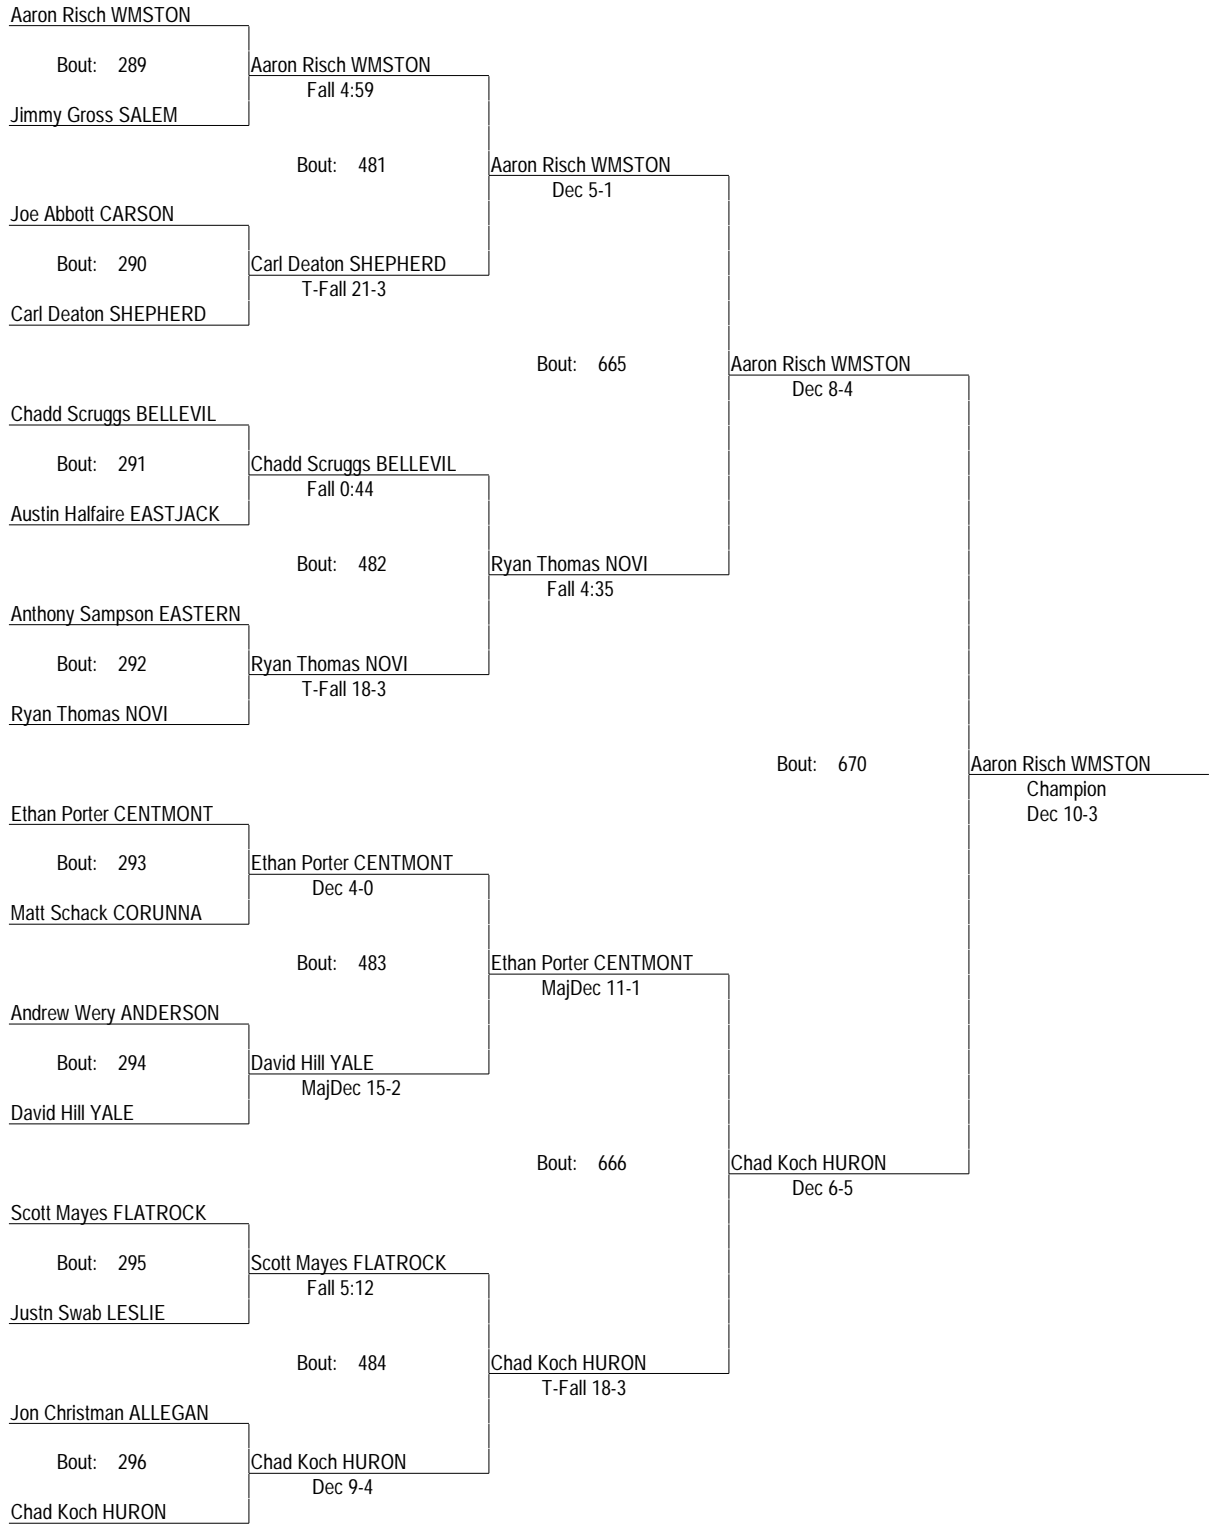 Aaron Risch WMSTON
Bout: 289 Aaron Risch WMSTON
Fall 4:59
Jimmy Gross SALEM
Bout: 481 Aaron Risch WMSTON
Dec 5-1
Joe Abbott CARSON
Bout: 290 Carl Deaton SHEPHERD
T-Fall 21-3
Carl Deaton SHEPHERD
Bout: 665 Aaron Risch WMSTON
Dec 8-4
Chadd Scruggs BELLEVIL
Bout: 291 Chadd Scruggs BELLEVIL
Fall 0:44
Austin Halfaire EASTJACK
Bout: 482 Ryan Thomas NOVI
Fall 4:35
Anthony Sampson EASTERN
Bout: 292 Ryan Thomas NOVI
T-Fall 18-3
Ryan Thomas NOVI
Bout: 670 Aaron Risch WMSTON
Champion
Dec 10-3
Ethan Porter CENTMONT
Bout: 293 Ethan Porter CENTMONT
Dec 4-0
Matt Schack CORUNNA
Bout: 483 Ethan Porter CENTMONT
MajDec 11-1
Andrew Wery ANDERSON
Bout: 294 David Hill YALE
MajDec 15-2
David Hill YALE
Bout: 666 Chad Koch HURON
Dec 6-5
Scott Mayes FLATROCK
Bout: 295 Scott Mayes FLATROCK
Fall 5:12
Justn Swab LESLIE
Bout: 484 Chad Koch HURON
T-Fall 18-3
Jon Christman ALLEGAN
Bout: 296 Chad Koch HURON
Dec 9-4
Chad Koch HURON